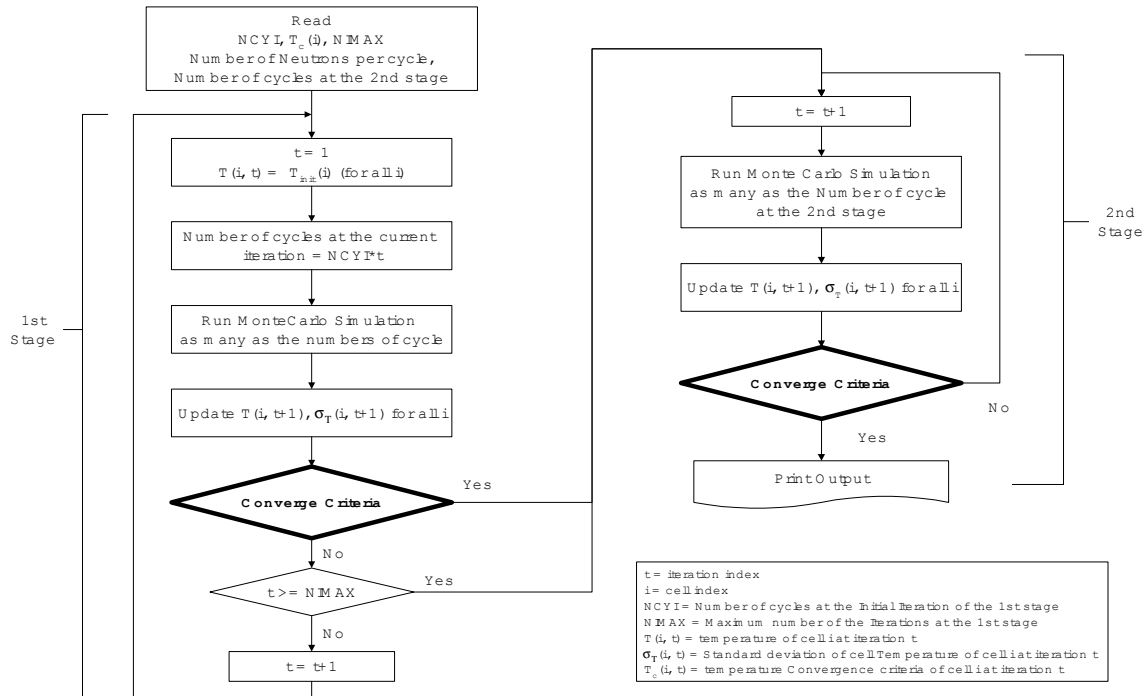 Read
NCYI, T_c(i), NIMAX
Number of Neutrons per cycle,
Number of cycles at the 2nd stage
1st
Stage
t = 1
T(i,t) = T_init(i) (for all i)
Number of cycles at the current
iteration = NCYI*t
Run MonteCarlo Simulation
as many as the numbers of cycle
Update T(i,t+1), σ_T(i,t+1) for all i
Converge Criteria
Yes
No
t>= NIMAX
Yes
No
t = t+1
t = t+1
Run Monte Carlo Simulation
as many as the Number of cycle
at the 2nd stage
Update T(i,t+1), σ_T(i,t+1) for all i
Converge Criteria
No
Yes
Print Output
2nd
Stage
t = iteration index
i = cell index
NCYI = Number of cycles at the Initial Iteration of the 1st stage
NIMAX = Maximum number of the Iterations at the 1st stage
T(i,t) = temperature of cell i at iteration t
σ_T(i,t) = Standard deviation of cell Temperature of cell i at iteration t
T_c(i,t) = temperature Convergence criteria of cell i at iteration t